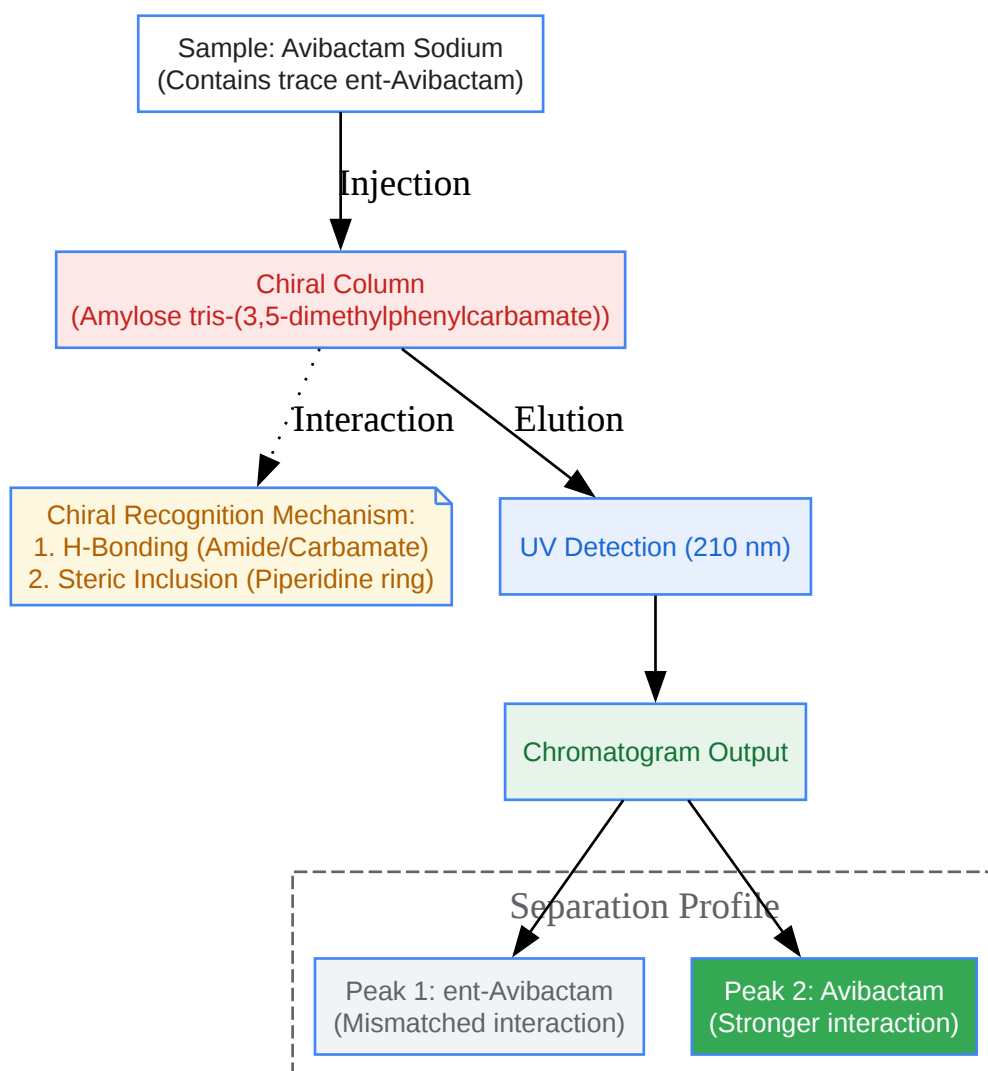 Sample: Avibactam Sodium
(Contains trace ent-Avibactam)
Injection
Chiral Column
(Amylose tris-(3,5-dimethylphenylcarbamate))
Interaction
Elution
Chiral Recognition Mechanism:
1. H-Bonding (Amide/Carbamate)
2. Steric Inclusion (Piperidine ring)
UV Detection (210 nm)
Chromatogram Output
Separation Profile
Peak 1: ent-Avibactam
(Mismatched interaction)
Peak 2: Avibactam
(Stronger interaction)